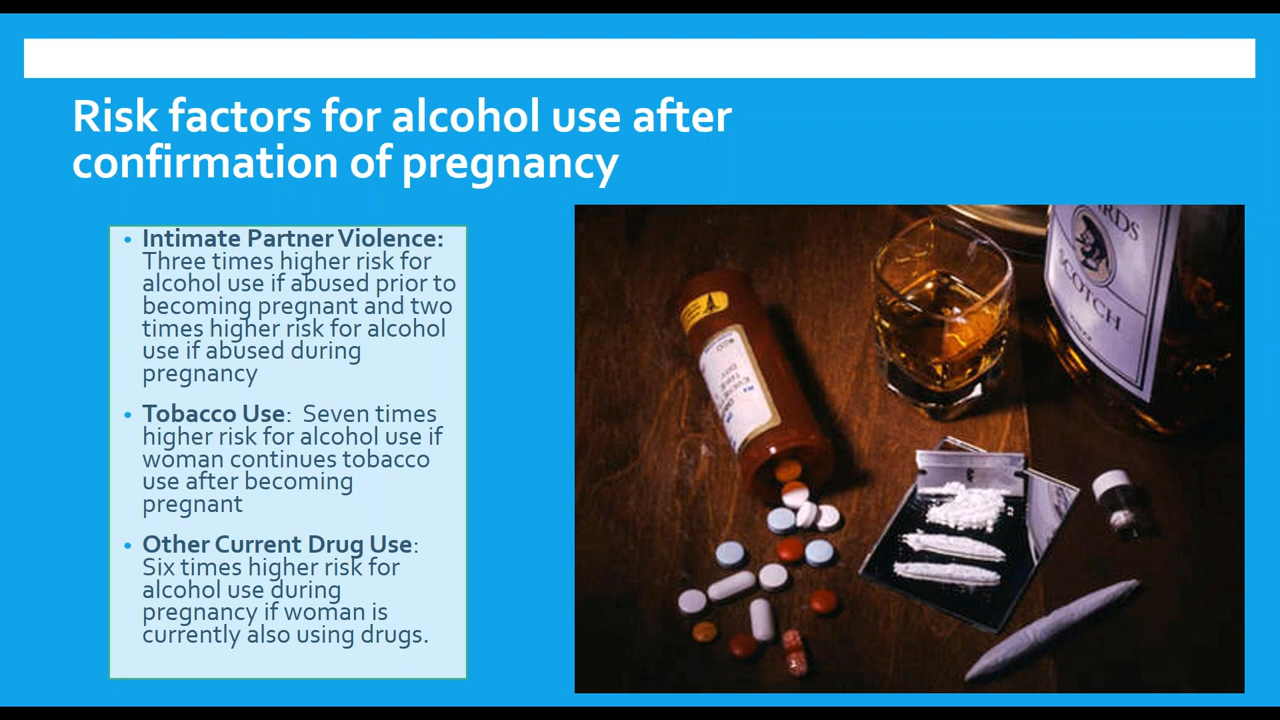 Risk factors for alcohol use after
confirmation of pregnancy
• Intimate Partner Violence:
Three times higher risk for
alcohol use if abused prior to
becoming pregnant and two
times higher risk for alcohol
use if abused during
pregnancy
• Tobacco Use:  Seven times
higher risk for alcohol use if
woman continues tobacco
use after becoming
pregnant
• Other Current Drug Use:
Six times higher risk for
alcohol use during
pregnancy if woman is
currently also using drugs.
SCOTCH